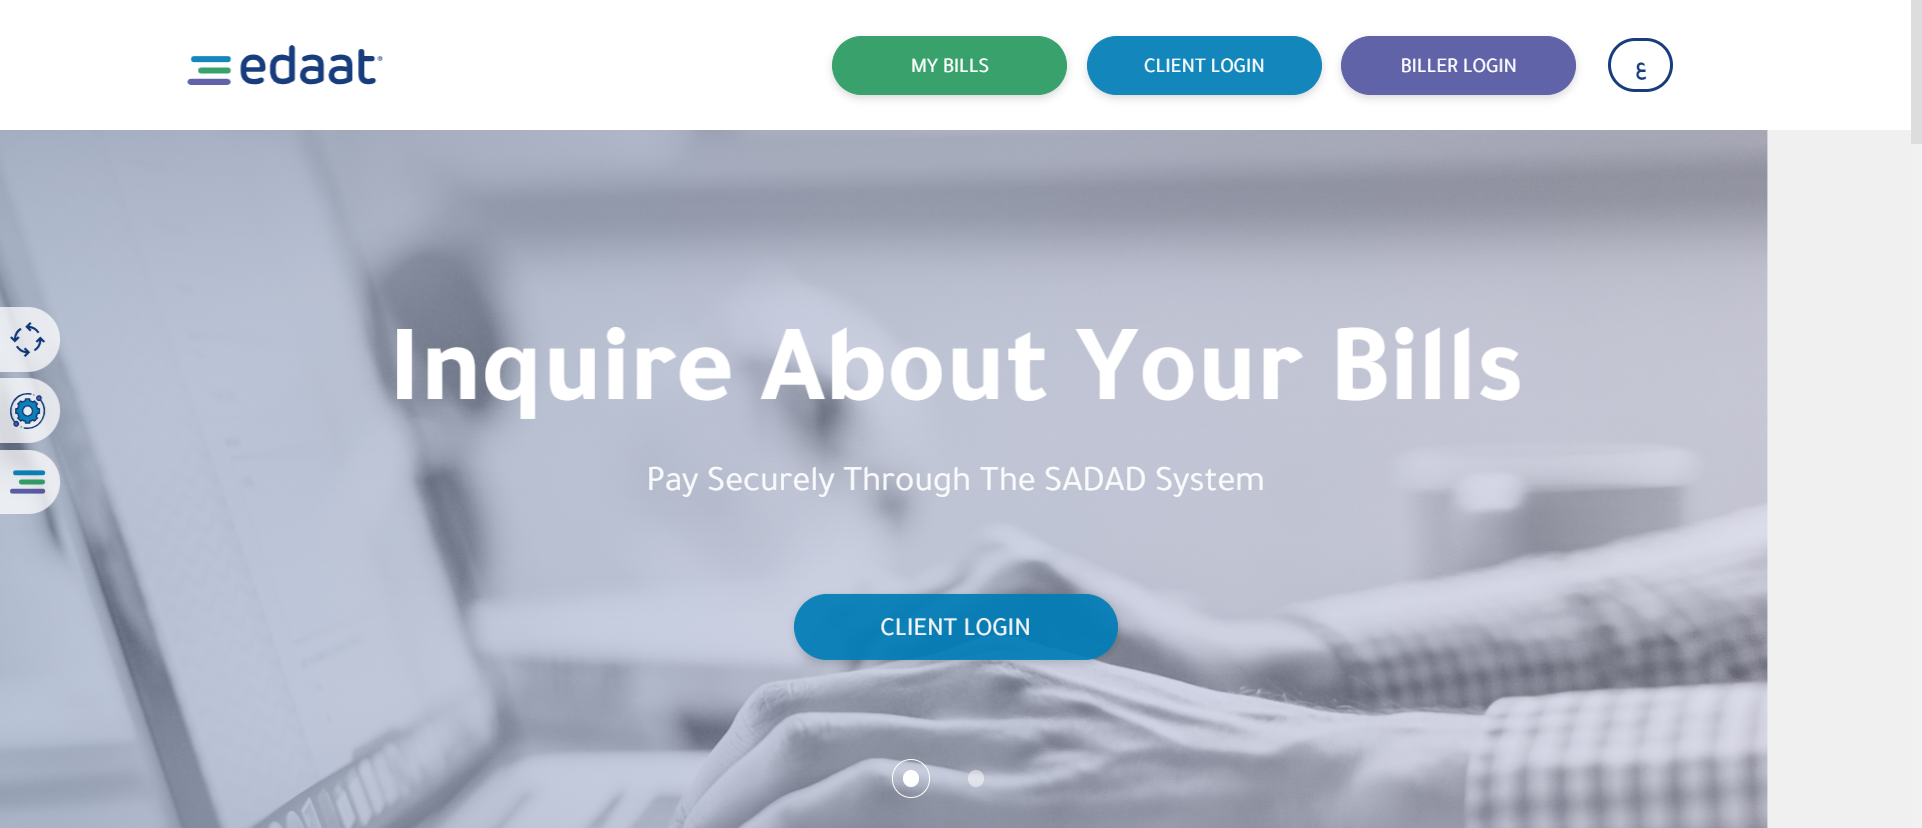 edaat®
MY BILLS
CLIENT LOGIN
BILLER LOGIN
ع
Inquire About Your Bills
Pay Securely Through The SADAD System
CLIENT LOGIN